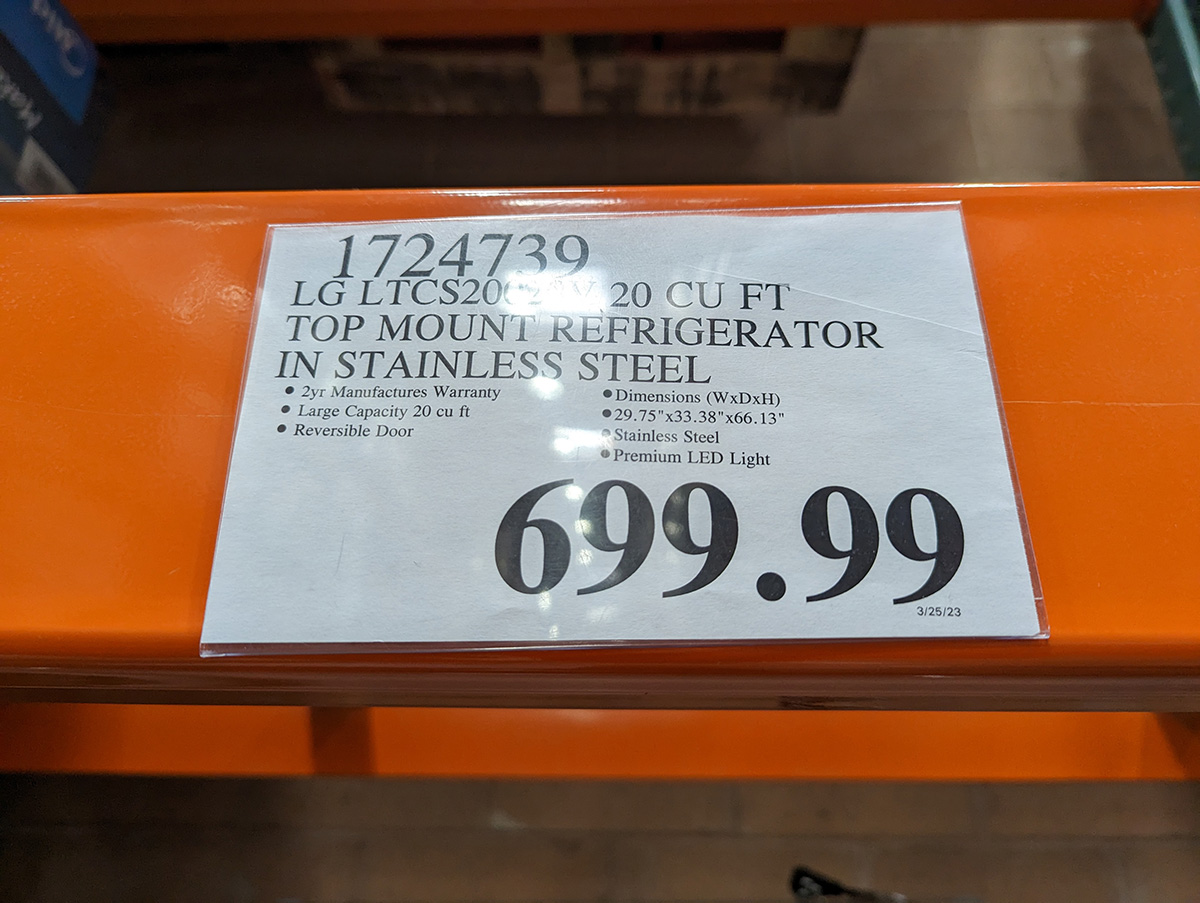 1724739
20 CU FT
TOP MOUNT REFRIGERATOR
IN STAINLESS STEEL
• 2yr Manufactures Warranty
• Large Capacity 20 cu ft
• Reversible Door
• Dimensions (WxDxH)
• 29.75"x33.38"x66.13"
• Stainless Steel
• Premium LED Light
699.99
3/25/23